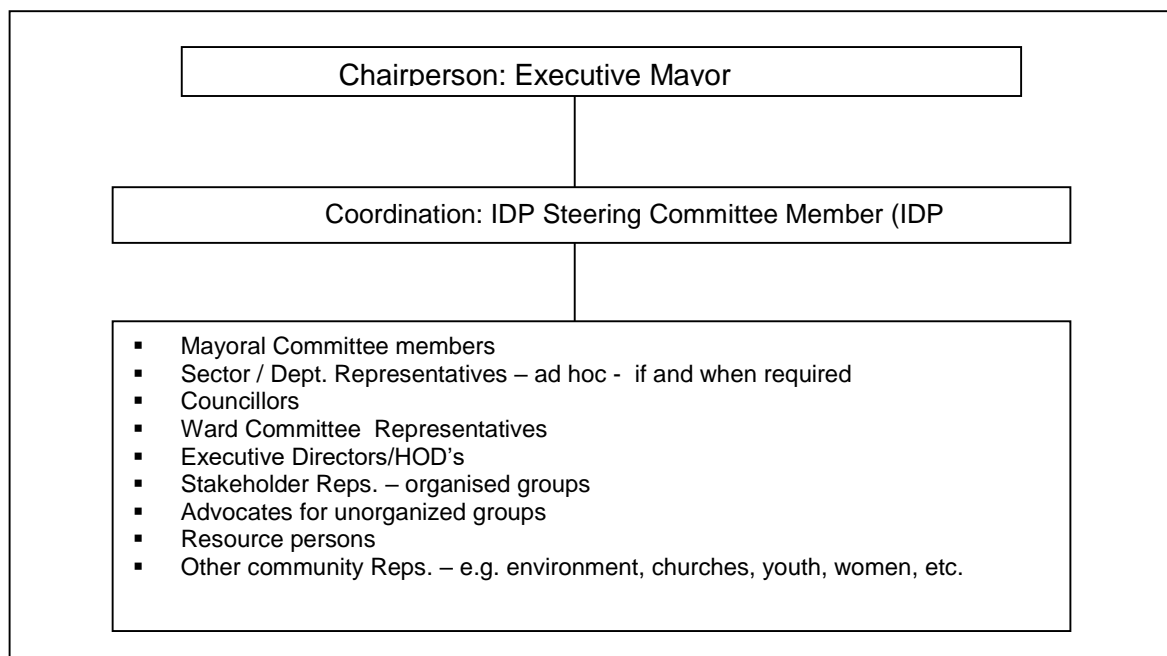 Chairperson: Executive Mayor
Coordination: IDP Steering Committee Member (IDP
▪ Mayoral Committee members
▪ Sector / Dept. Representatives – ad hoc - if and when required
▪ Councillors
▪ Ward Committee Representatives
▪ Executive Directors/HOD's
▪ Stakeholder Reps. – organised groups
▪ Advocates for unorganized groups
▪ Resource persons
▪ Other community Reps. – e.g. environment, churches, youth, women, etc.